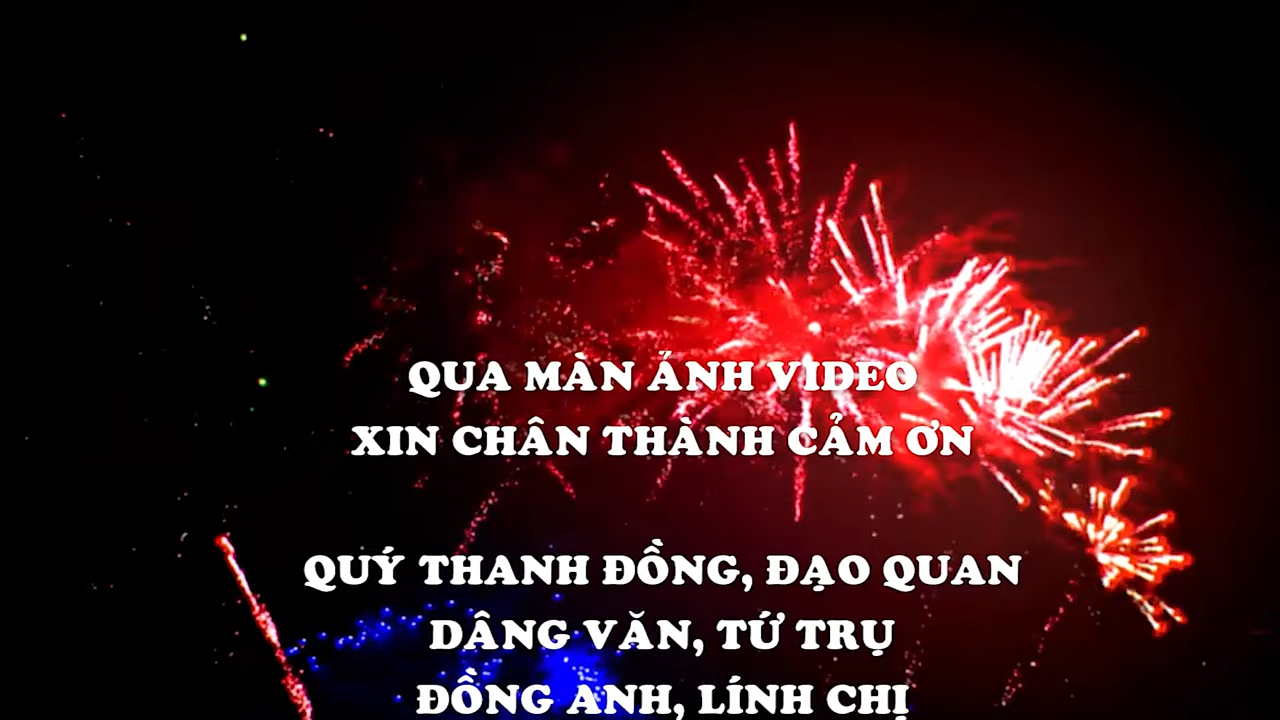 QUA MÀN ẢNH VIDEO
XIN CHÂN THÀNH CẢM ƠN
QUÝ THANH ĐỒNG, ĐẠO QUAN
DÂNG VĂN, TỨ TRỤ
ĐỒNG ANH, LÍNH CHỊ